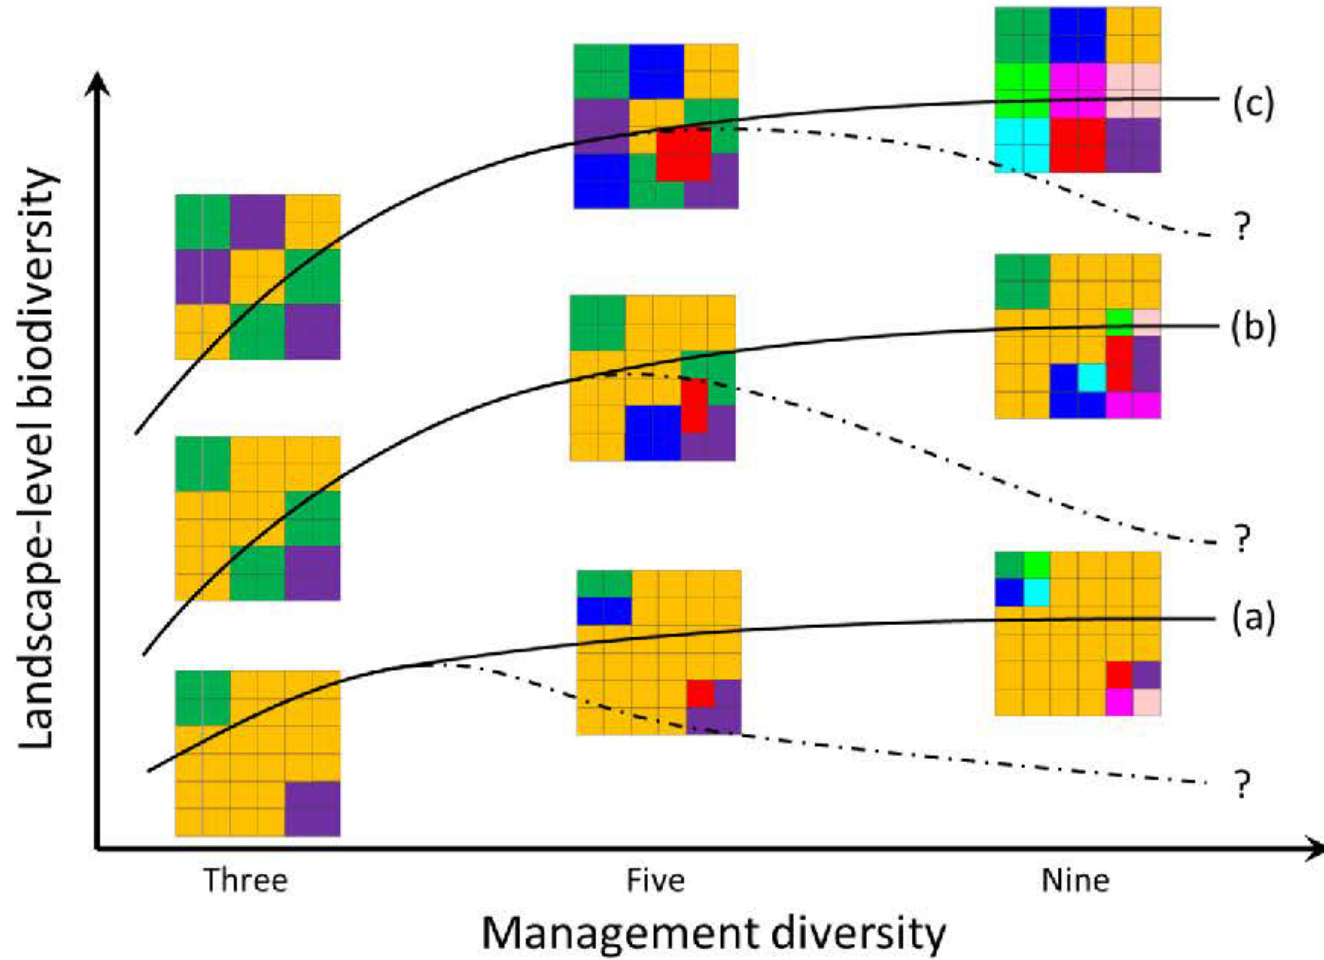 Landscape-level biodiversity
(c)
?
(b)
?
(a)
?
Three Five Nine
Management diversity